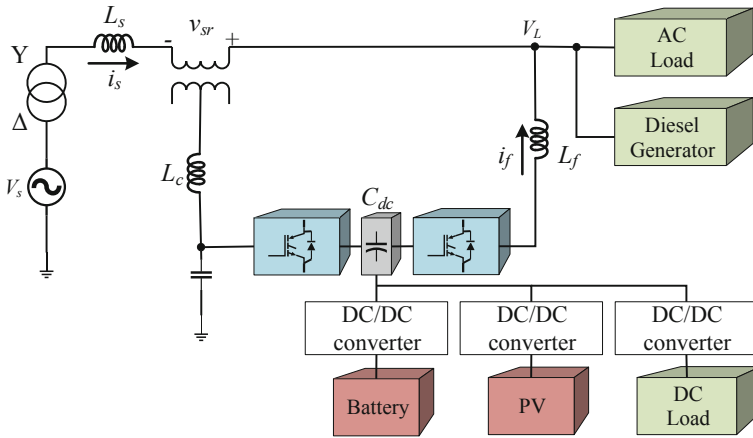 L_s
v_sr
- +
V_L
AC
Load
Y
i_s
Δ
Diesel
Generator
i_f
L_f
L_c
V_s
C_dc
DC/DC
converter
DC/DC
converter
DC/DC
converter
Battery
PV
DC
Load